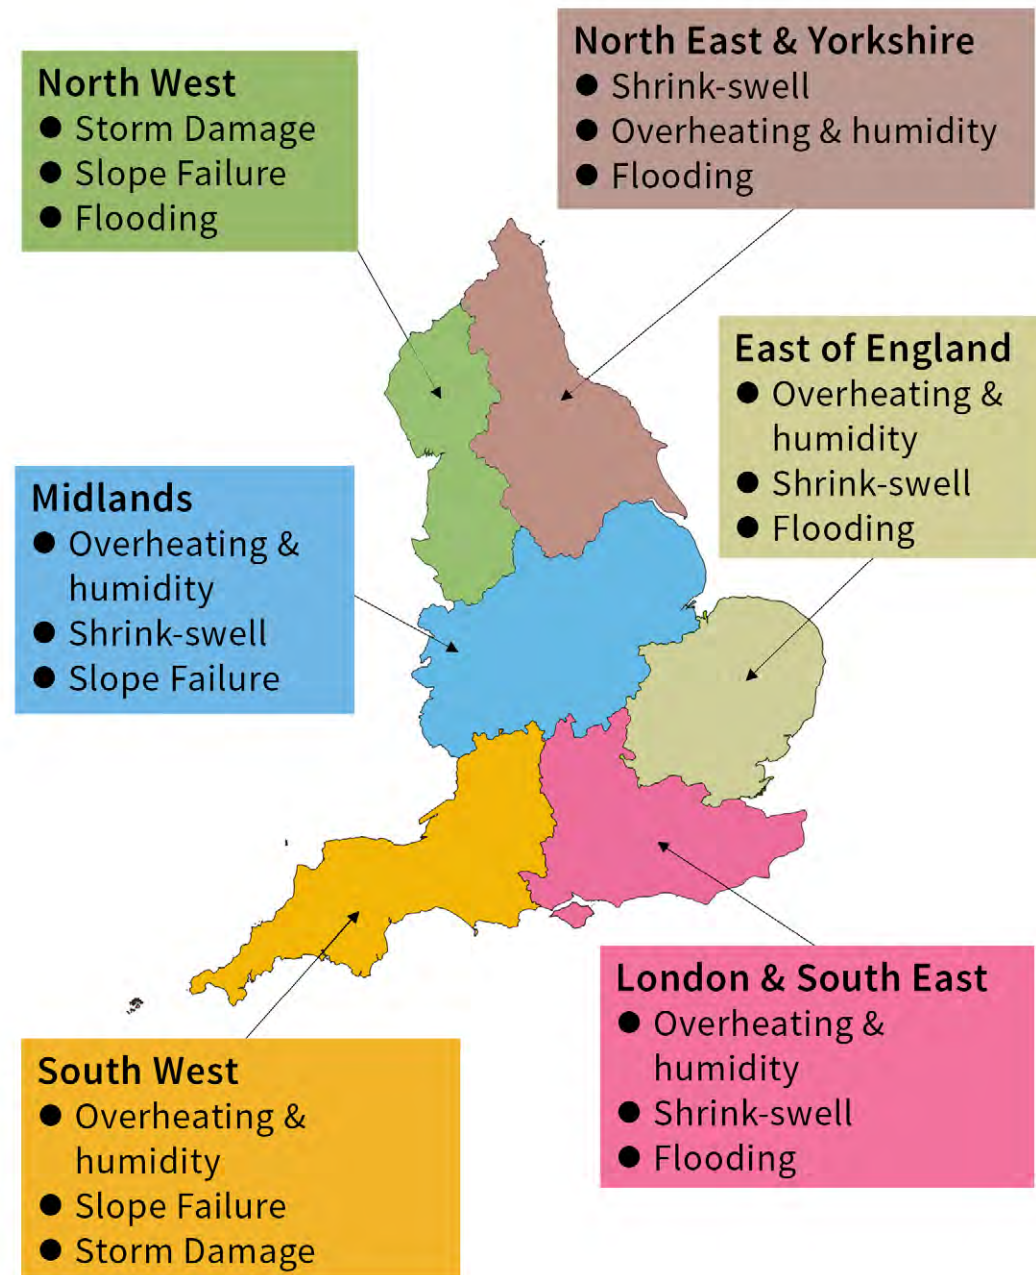 North West
● Storm Damage
● Slope Failure
● Flooding
North East & Yorkshire
● Shrink-swell
● Overheating & humidity
● Flooding
East of England
● Overheating &
humidity
● Shrink-swell
● Flooding
Midlands
● Overheating &
humidity
● Shrink-swell
● Slope Failure
London & South East
● Overheating &
humidity
● Shrink-swell
● Flooding
South West
● Overheating &
humidity
● Slope Failure
● Storm Damage